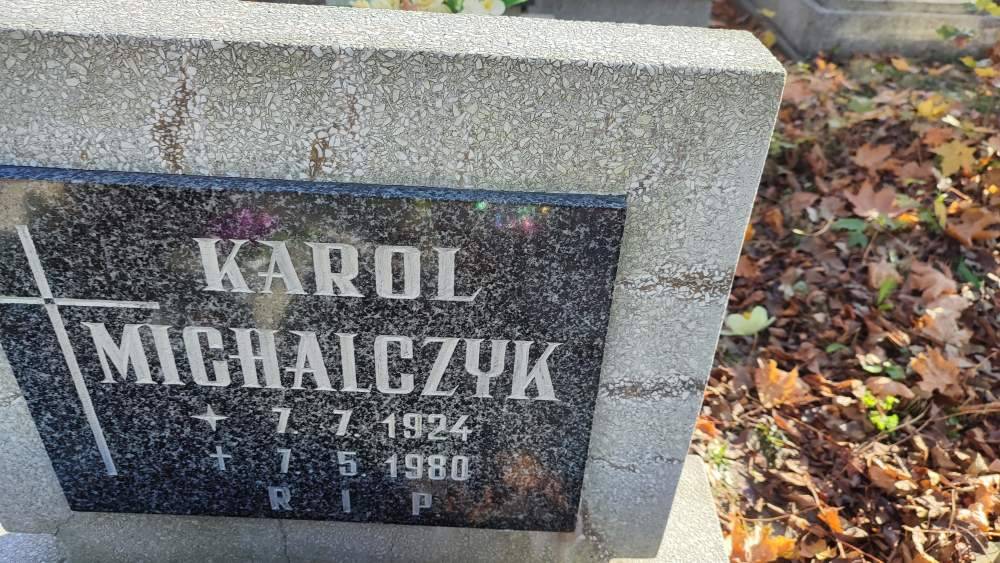 KAROL
MICHALCZYK
7. 7. 1924
7 5 1980
R I P